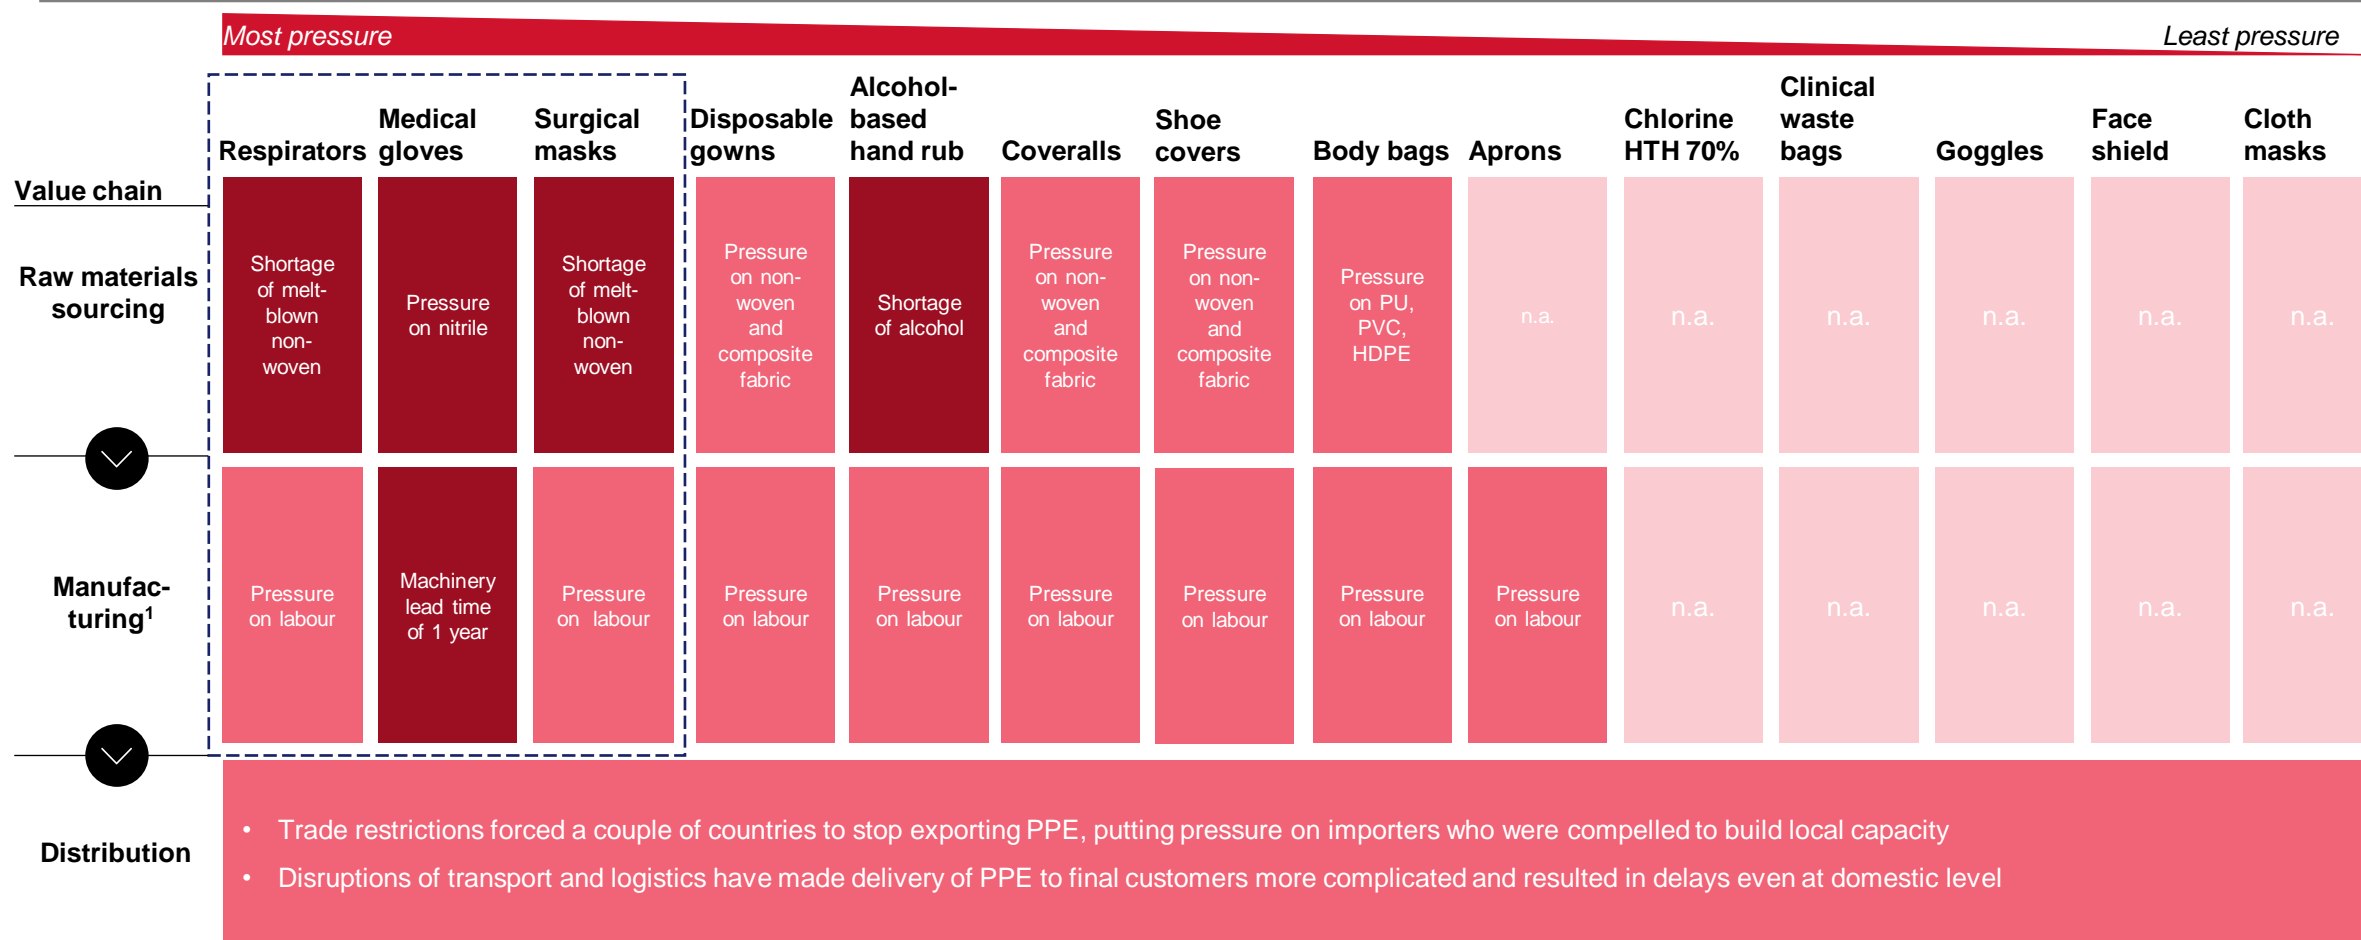 Most pressure
Least pressure
Respirators
Medical
gloves
Surgical
masks
Disposable
gowns
Alcohol-
based
hand rub
Coveralls
Shoe
covers
Body bags
Aprons
Chlorine
HTH 70%
Clinical
waste
bags
Goggles
Face
shield
Cloth
masks
Value chain
Raw materials
sourcing
Shortage
of melt-
blown
non-
woven
Pressure
on nitrile
Shortage
of melt-
blown
non-
woven
Pressure
on non-
woven
and
composite
fabric
Shortage
of alcohol
Pressure
on non-
woven
and
composite
fabric
Pressure
on non-
woven
and
composite
fabric
Pressure
on PU,
PVC,
HDPE
n.a.
n.a.
n.a.
n.a.
n.a.
n.a.
Manufac-
turing¹
Pressure
on labour
Machinery
lead time
of 1 year
Pressure
on labour
Pressure
on labour
Pressure
on labour
Pressure
on labour
Pressure
on labour
Pressure
on labour
Pressure
on labour
n.a.
n.a.
n.a.
n.a.
n.a.
Distribution
• Trade restrictions forced a couple of countries to stop exporting PPE, putting pressure on importers who were compelled to build local capacity
• Disruptions of transport and logistics have made delivery of PPE to final customers more complicated and resulted in delays even at domestic level